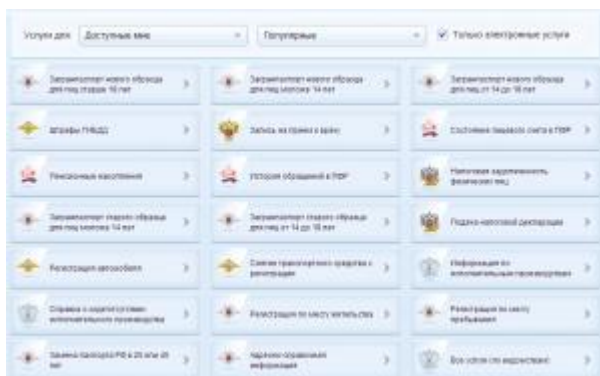 Услуги для: Доступные мне Популярные Только электронные услуги
Загранпаспорт нового образца
для лиц старше 18 лет
Загранпаспорт нового образца
для лиц моложе 14 лет
Загранпаспорт нового образца
для лиц от 14 до 18 лет
Штрафы ГИБДД
Запись на прием к врачу
Состояние лицевого счета в ПФР
Пенсионные накопления
История обращений в ПФР
Налоговая задолженность
физических лиц
Загранпаспорт старого образца
для лиц моложе 14 лет
Загранпаспорт старого образца
для лиц от 14 до 18 лет
Подача налоговой декларации
Регистрация автомобиля
Снятие транспортного средства с
регистрации
Информация по
исполнительным производствам
Справка о
исполнительного производства
Регистрация по месту жительства
Регистрация по месту
пребывания
Замена паспорта РФ в 20 или 45
лет
Адресно-справочная
информация
Все услуги (по ведомствам)